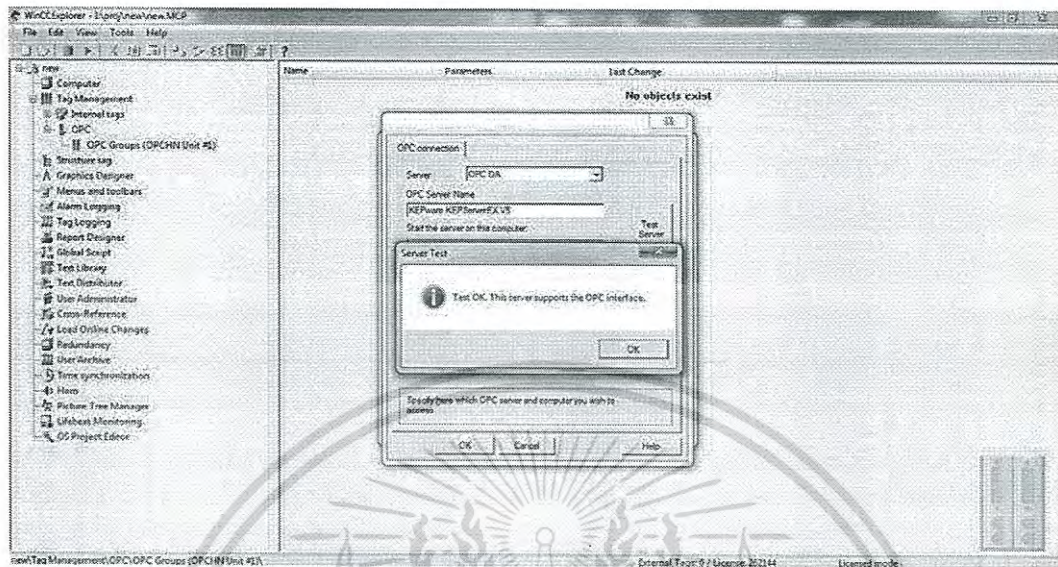 WinCCExplorer - I:\proj\new\new.MCP
File Edit View Tools Help
new
Computer
Tag Management
Internal tags
OPC
OPC Groups (OPCHN Unit #1)
Structure tag
Graphics Designer
Menus and toolbars
Alarm Logging
Tag Logging
Report Designer
Global Script
Text Library
Text Distributor
User Administrator
Cross-Reference
Load Online Changes
Redundancy
User Archive
Time synchronization
Horn
Picture Tree Manager
Lifebeat Monitoring
OS Project Editor
Name Parameters Last Change
No objects exist
OPC connection
Server OPC DA
OPC Server Name
KEPware.KEPServerEX.V5
Start the server on this computer:
Test Server
Server Test
Test OK. This server supports the OPC interface.
OK
Specify here which OPC server and computer you wish to access
OK Cancel Help
new\Tag Management\OPC\OPC Groups (OPCHN Unit #1)\ External Tags: 0 / License: 262144 Licensed mode